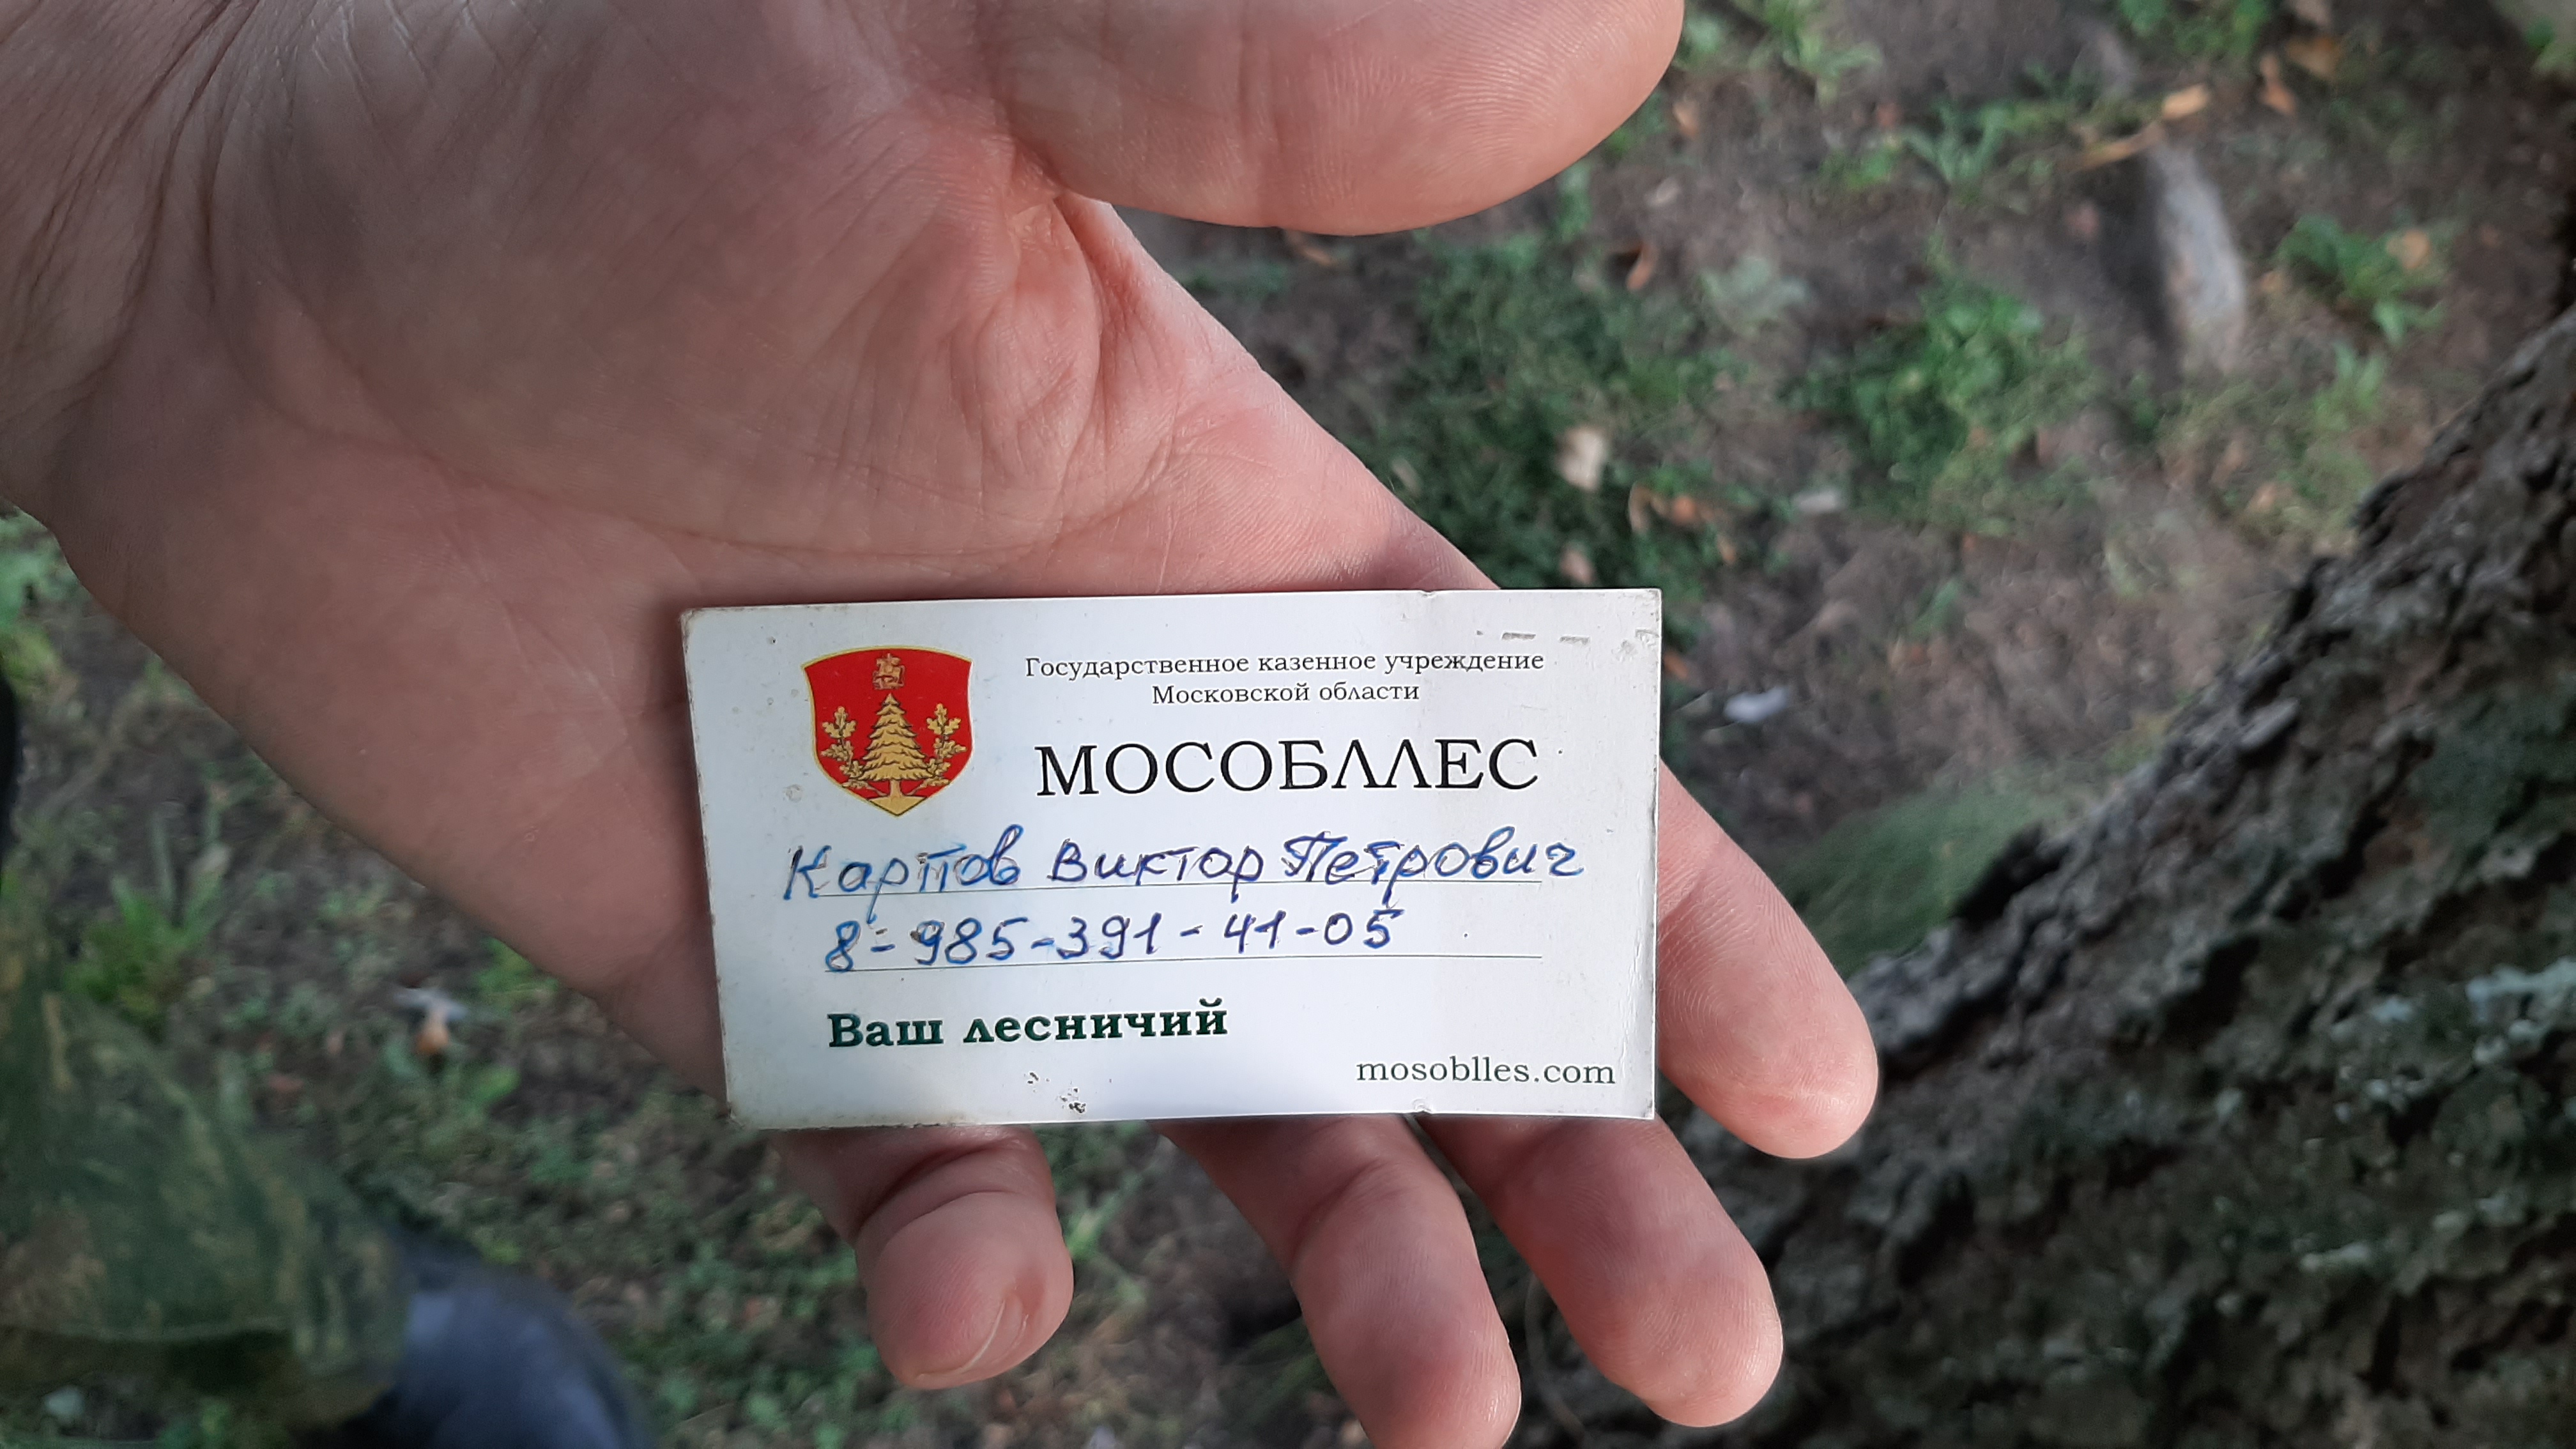 Государственное казенное учреждение
Московской области
МОСОБЛЛЕС
Карпов Виктор Петрович
8-985-391-41-05
Ваш лесничий
mosoblles.com